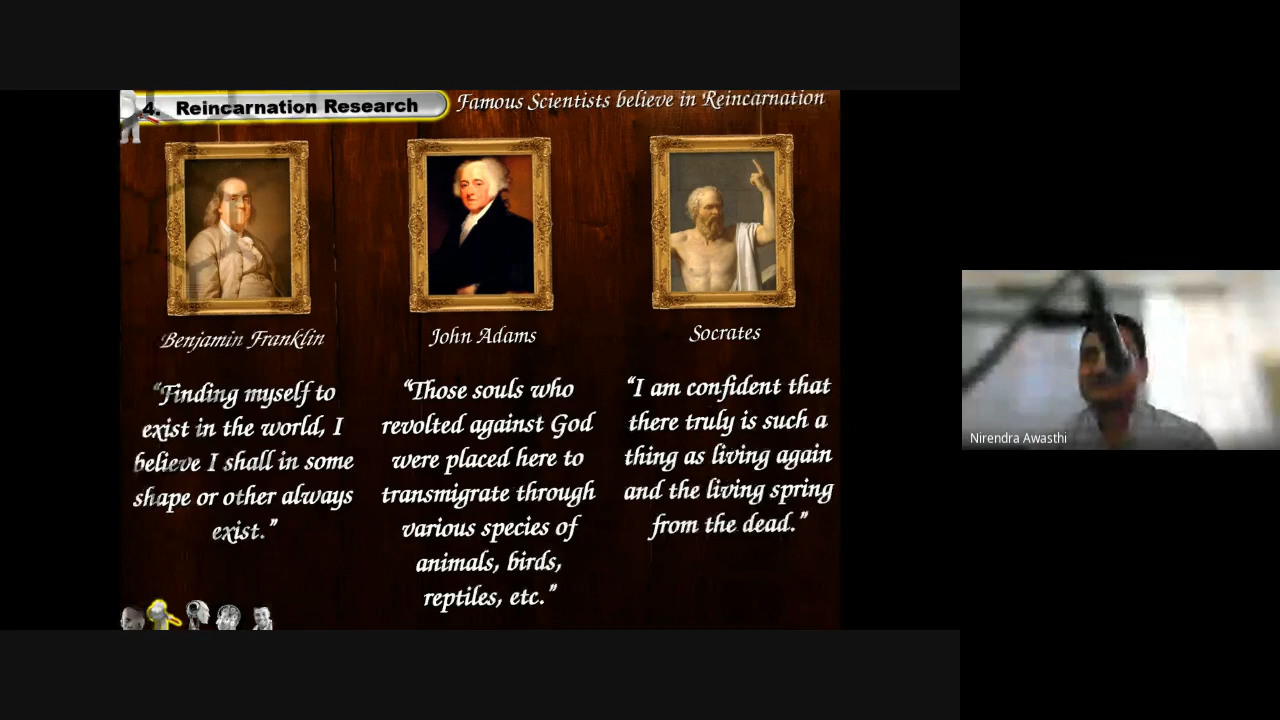 4. Reincarnation Research
Famous Scientists believe in Reincarnation
Benjamin Franklin
"Finding myself to
exist in the world, I
believe I shall in some
shape or other always
exist."
John Adams
"Those souls who
revolted against God
were placed here to
transmigrate through
various species of
animals, birds,
reptiles, etc."
Socrates
"I am confident that
there truly is such a
thing as living again
and the living spring
from the dead."
Nirendra Awasthi